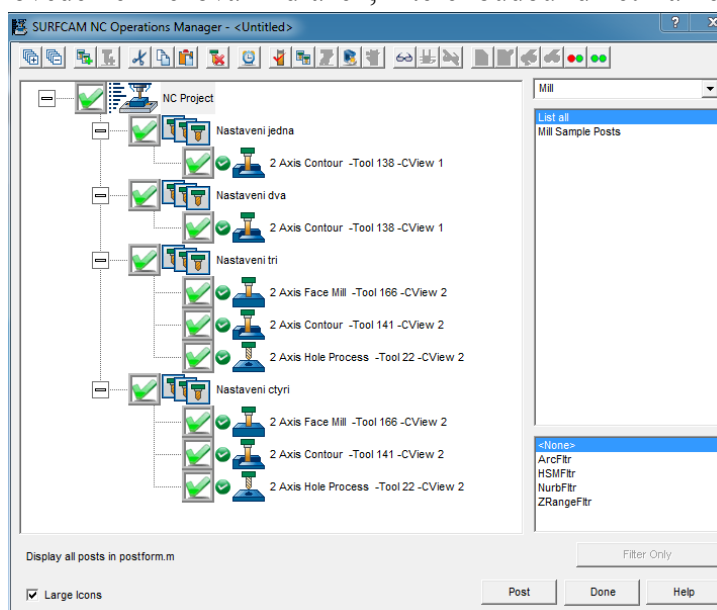 SURFCAM NC Operations Manager - <Untitled>
NC Project
Nastaveni jedna
2 Axis Contour -Tool 138 -CView 1
Nastaveni dva
2 Axis Contour -Tool 138 -CView 1
Nastaveni tri
2 Axis Face Mill -Tool 166 -CView 2
2 Axis Contour -Tool 141 -CView 2
2 Axis Hole Process -Tool 22 -CView 2
Nastaveni ctyri
2 Axis Face Mill -Tool 166 -CView 2
2 Axis Contour -Tool 141 -CView 2
2 Axis Hole Process -Tool 22 -CView 2
Mill
List all
Mill Sample Posts
<None>
ArcFltr
HSMFltr
NurbFltr
ZRangeFltr
Display all posts in postform.m
Filter Only
Large Icons
Post
Done
Help